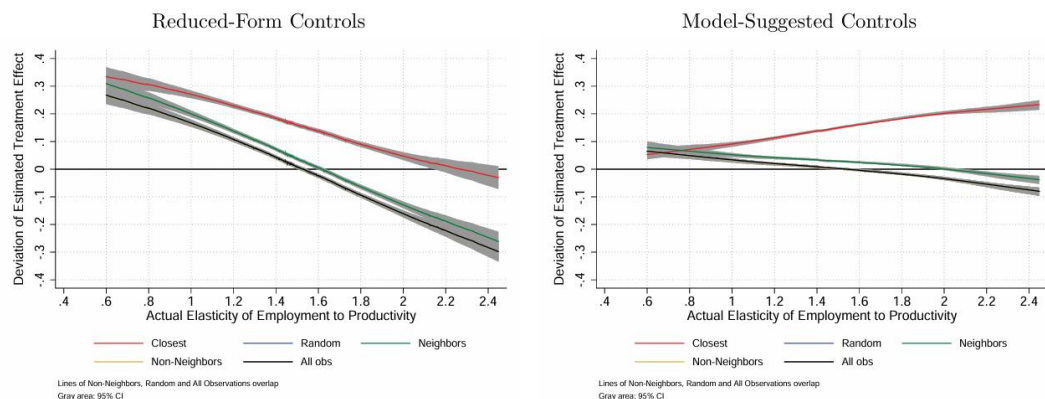 Reduced-Form Controls
Deviation of Estimated Treatment Effect
.4
.3
.2
.1
0
-.1
-.2
-.3
-.4
.4 .6 .8 1 1.2 1.4 1.6 1.8 2 2.2 2.4
Actual Elasticity of Employment to Productivity
Closest Random Neighbors
Non-Neighbors All obs
Lines of Non-Neighbors, Random and All Observations overlap
Gray area: 95% CI
Model-Suggested Controls
Deviation of Estimated Treatment Effect
.4
.3
.2
.1
0
-.1
-.2
-.3
-.4
.4 .6 .8 1 1.2 1.4 1.6 1.8 2 2.2 2.4
Actual Elasticity of Employment to Productivity
Closest Random Neighbors
Non-Neighbors All obs
Lines of Non-Neighbors, Random and All Observations overlap
Gray area: 95% CI